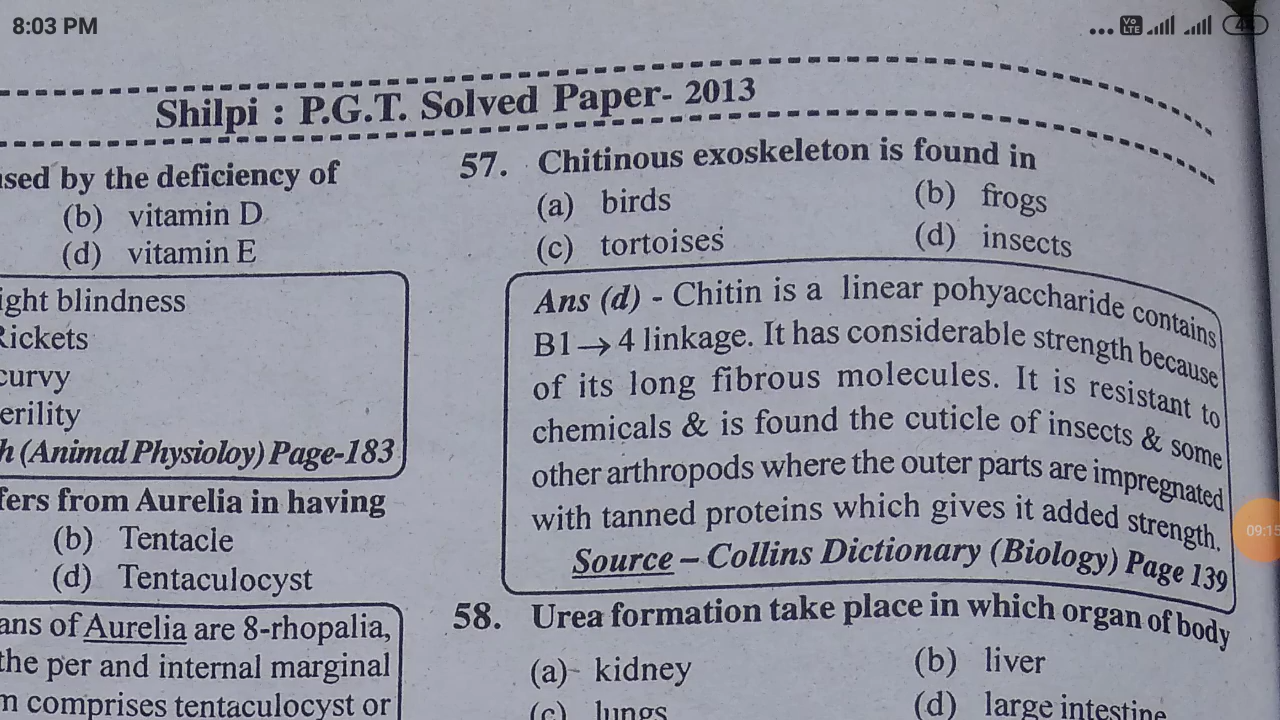 8:03 PM
Shilpi : P.G.T. Solved Paper- 2013
used by the deficiency of
(b) vitamin D
(d) vitamin E
ight blindness
Rickets
curvy
erility
h (Animal Physioloy) Page-183
fers from Aurelia in having
(b) Tentacle
(d) Tentaculocyst
ans of Aurelia are 8-rhopalia,
the per and internal marginal
m comprises tentaculocyst or
57. Chitinous exoskeleton is found in
(a) birds (b) frogs
(c) tortoises (d) insects
Ans (d) - Chitin is a linear pohyaccharide contains
B1→4 linkage. It has considerable strength because
of its long fibrous molecules. It is resistant to
chemicals & is found the cuticle of insects & some
other arthropods where the outer parts are impregnated
with tanned proteins which gives it added strength.
Source – Collins Dictionary (Biology) Page 139
58. Urea formation take place in which organ of body
(a) kidney (b) liver
(c) lungs (d) large intestine
09:15